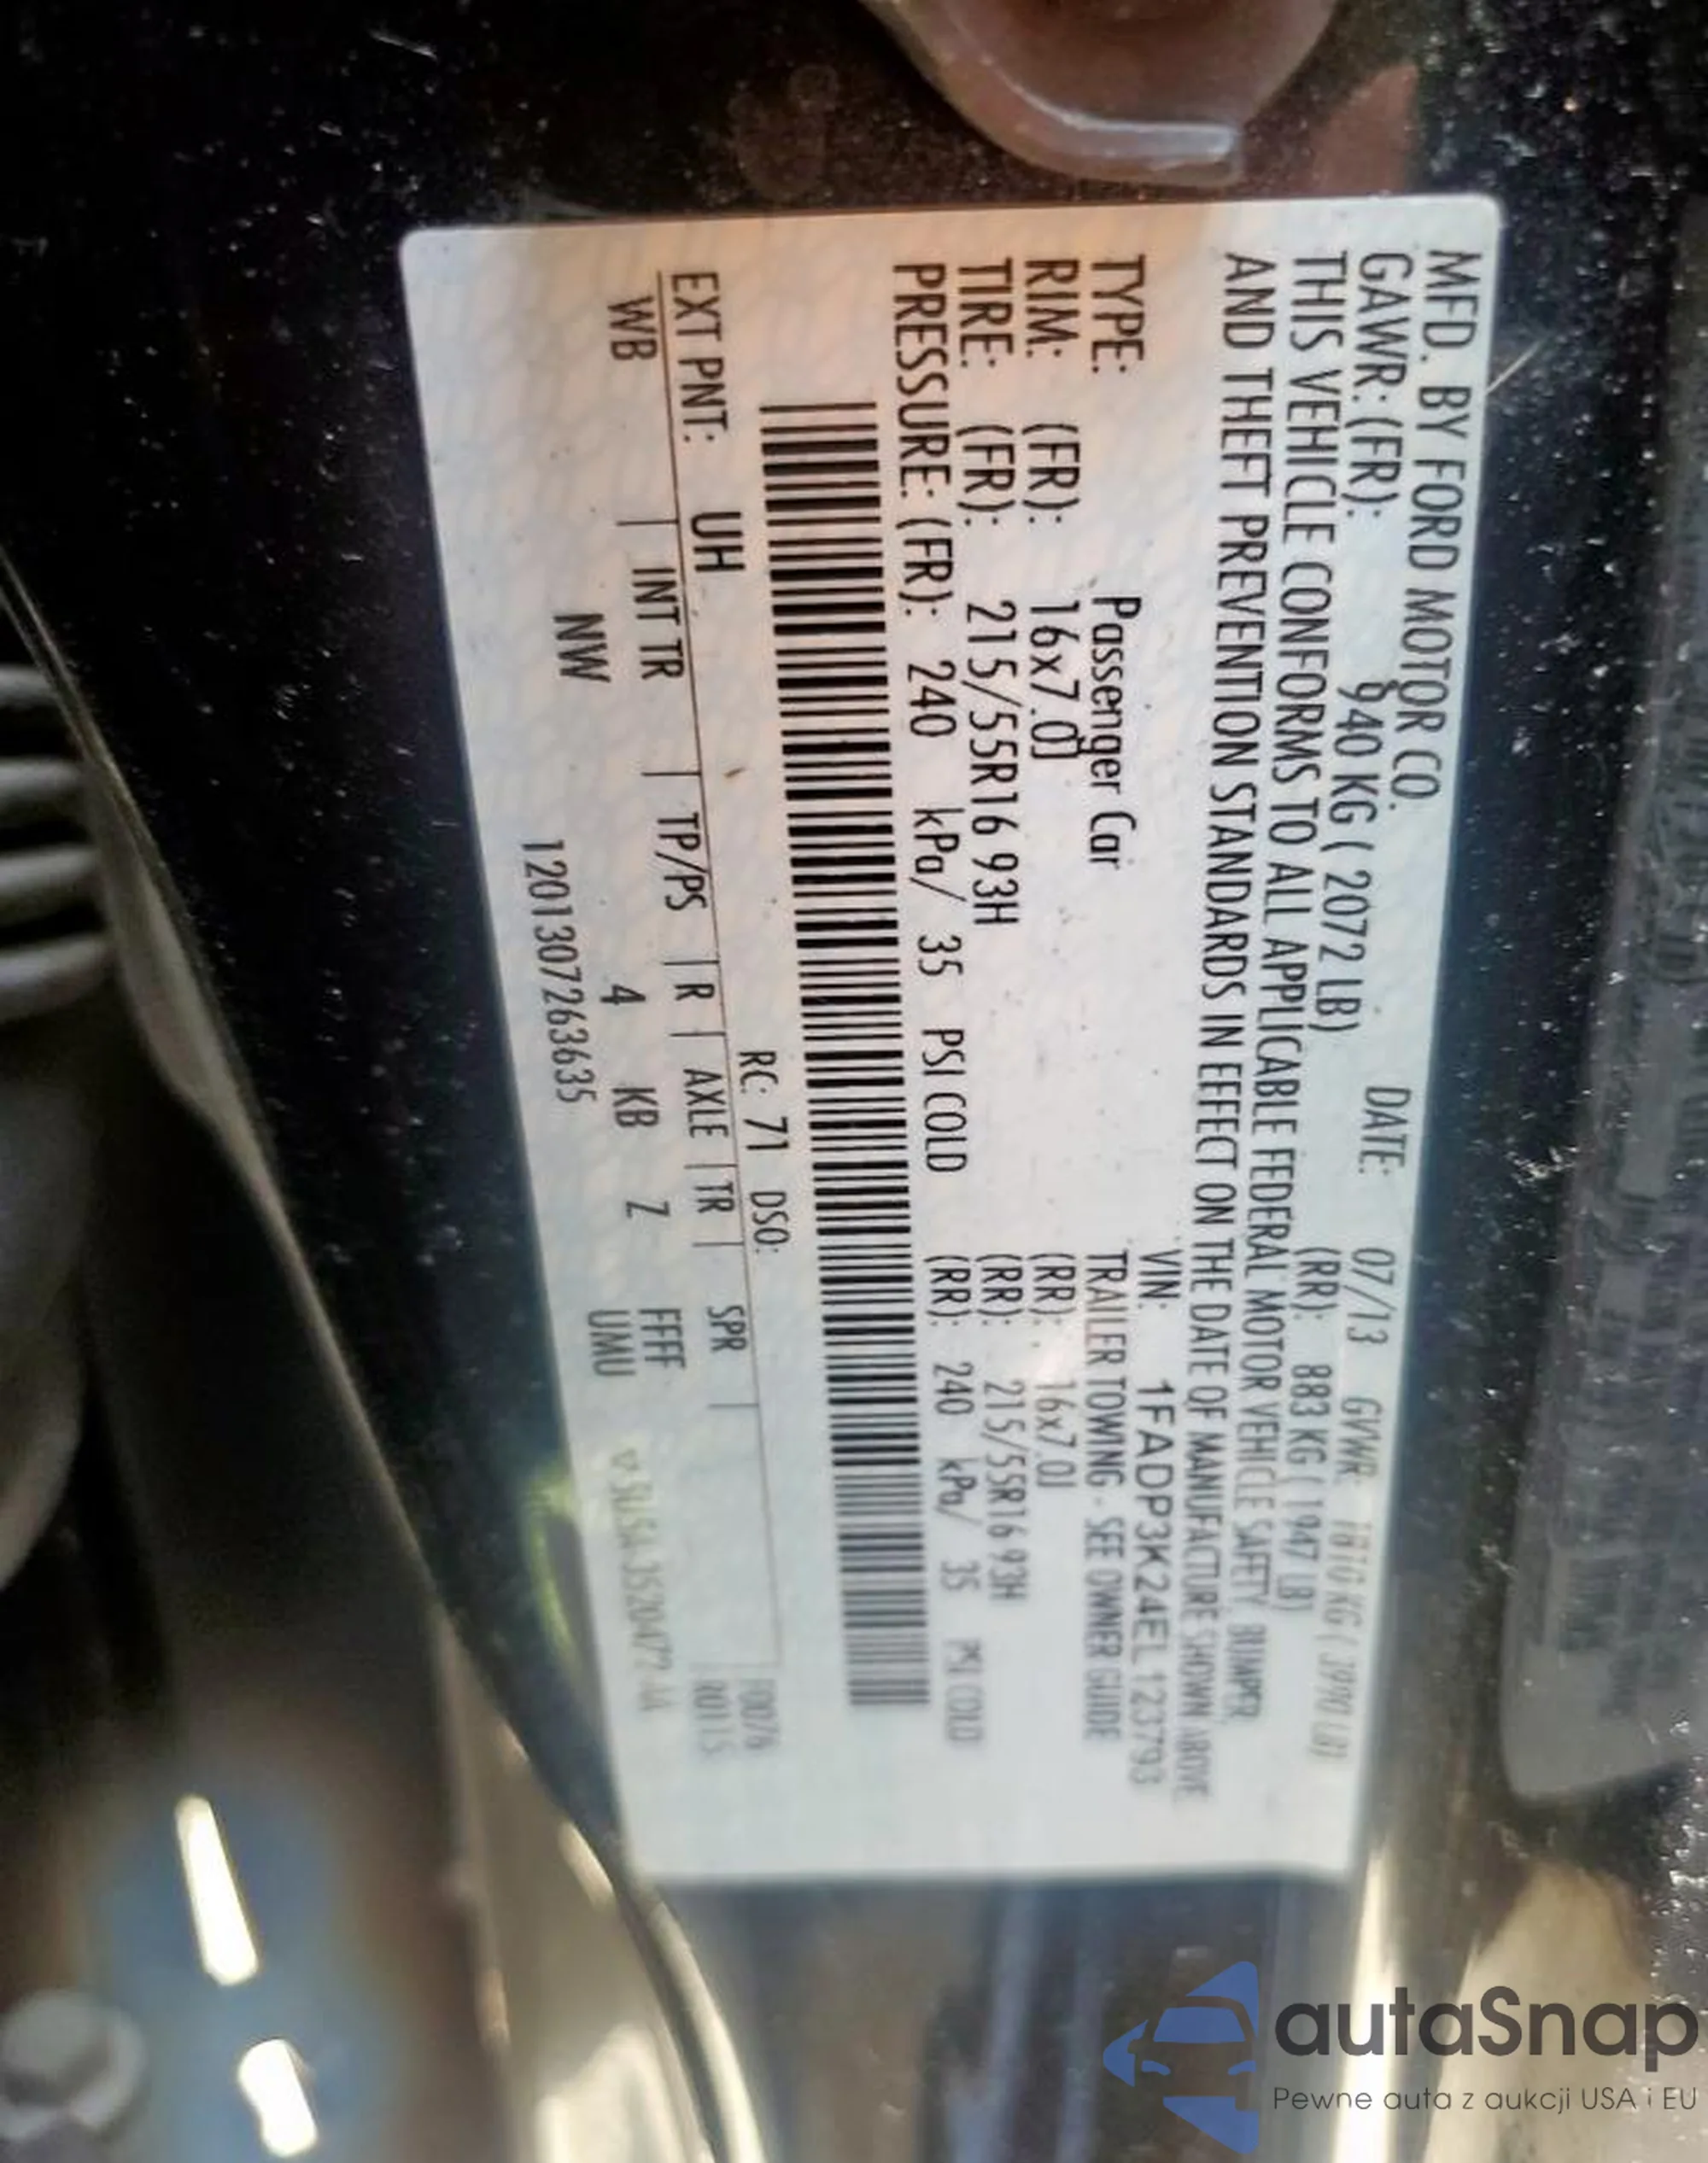 MFD. BY FORD MOTOR CO.
DATE: 07/13 GVWR: 1810 KG ( 3990 LB)
GAWR: (FR): 940 KG ( 2072 LB) (RR): 883 KG ( 1947 LB)
THIS VEHICLE CONFORMS TO ALL APPLICABLE FEDERAL MOTOR VEHICLE SAFETY, BUMPER,
AND THEFT PREVENTION STANDARDS IN EFFECT ON THE DATE OF MANUFACTURE SHOWN ABOVE
VIN: 1FADP3K24EL123793
TYPE: Passenger Car TRAILER TOWING - SEE OWNER GUIDE
RIM: (FR): 16x7.0J (RR): 16x7.0J
TIRE: (FR): 215/55R16 93H (RR): 215/55R16 93H
PRESSURE: (FR): 240 kPa/ 35 PSI COLD (RR): 240 kPa/ 35 PSI COLD
EXT PNT: UH RC: 71 DSO: F0076
WB | INT TR | TP/PS | R | AXLE | TR | SPR | R0115
NW 4 KB Z FFFF
UMU
1201307263635
autaSnap
Pewne auta z aukcji USA i EU